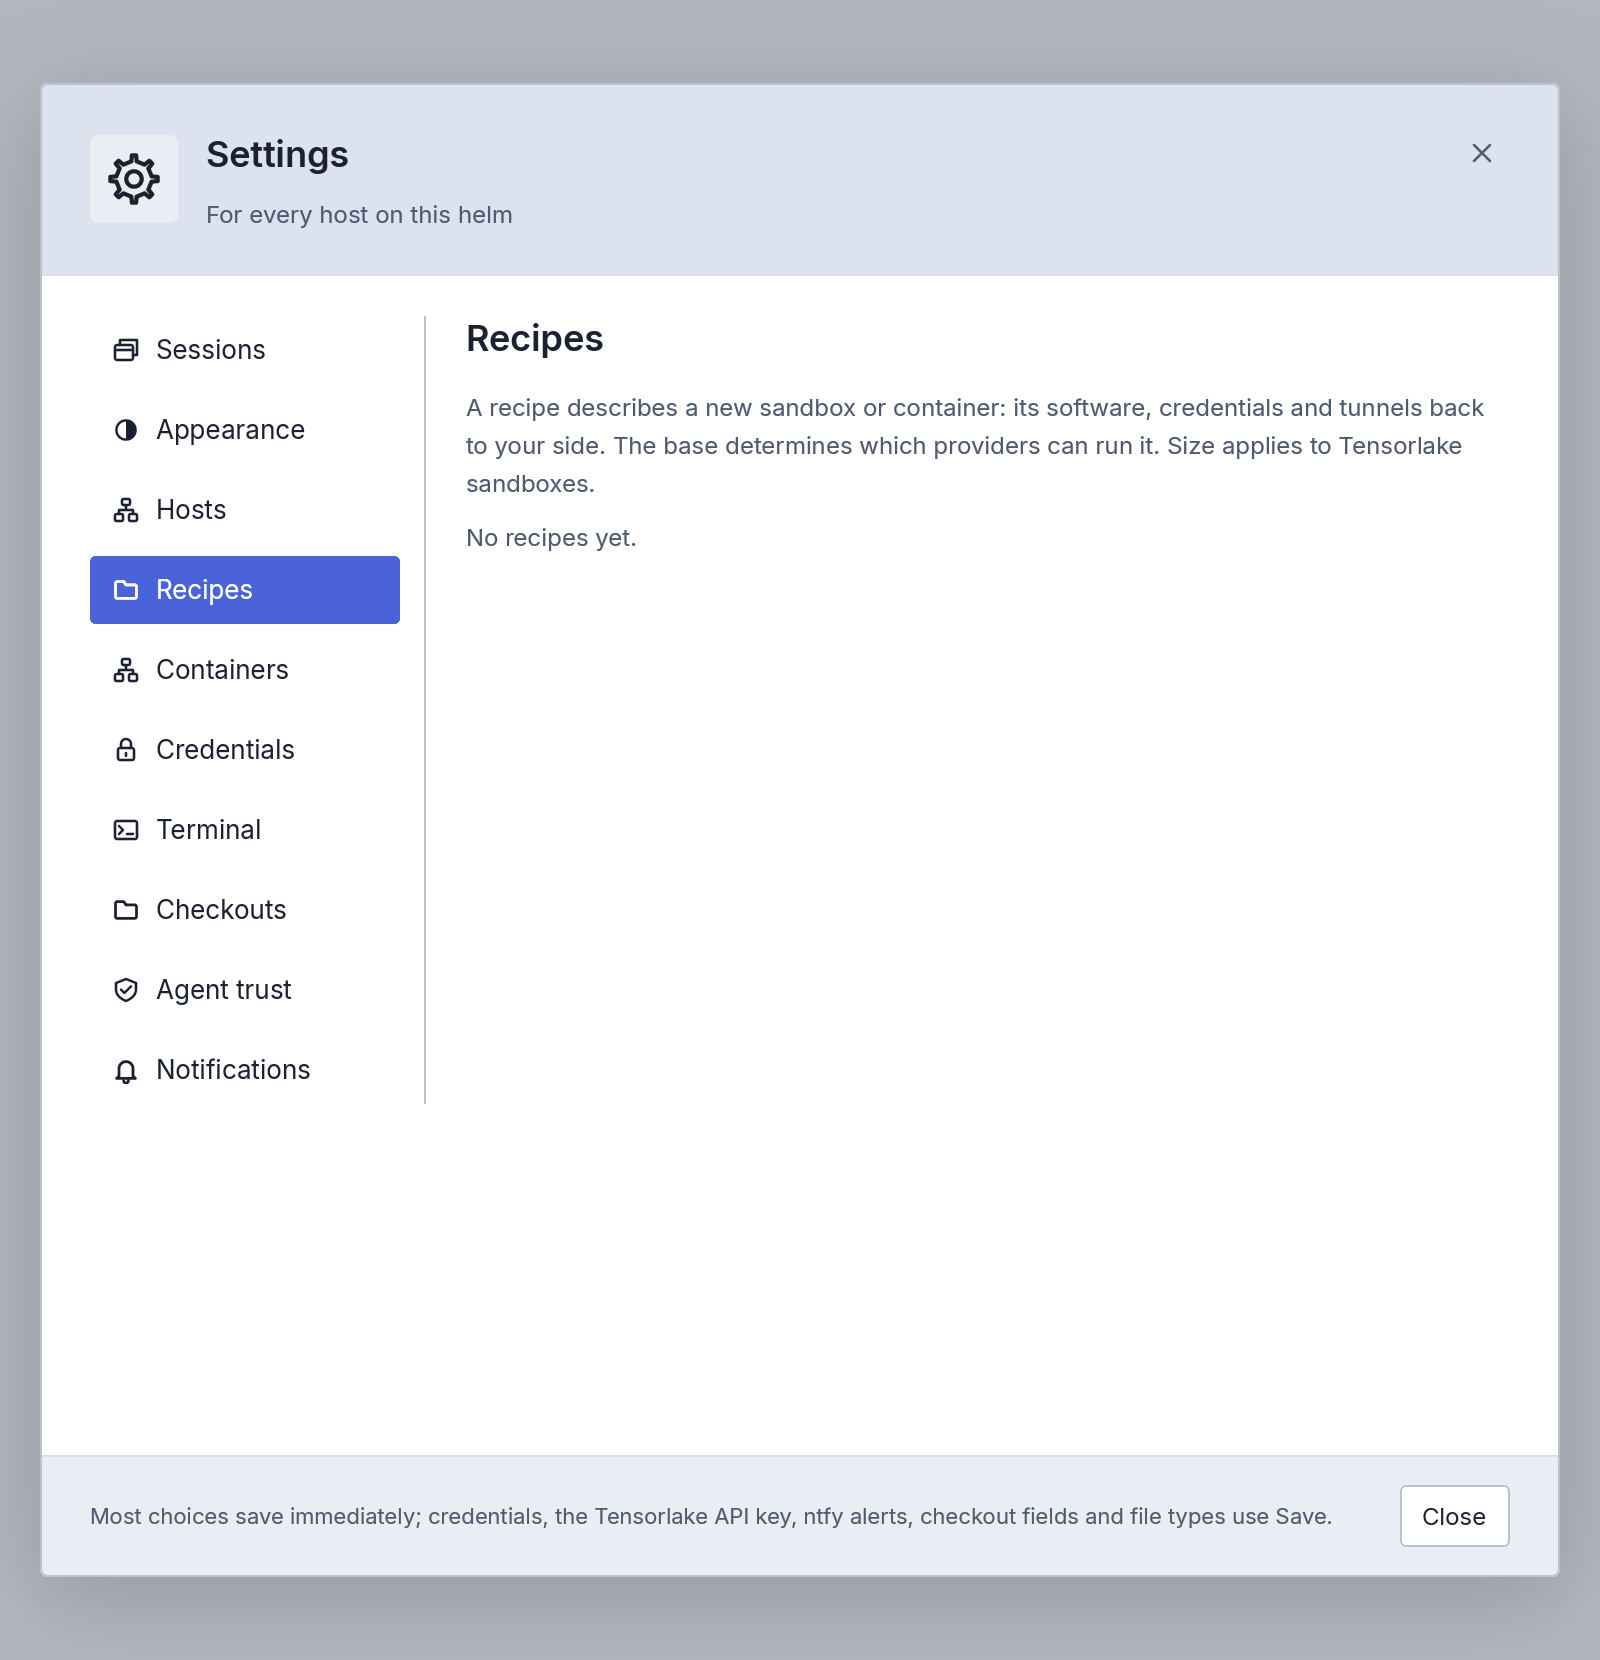 Settings
For every host on this helm
Sessions
Appearance
Hosts
Recipes
Containers
Credentials
Terminal
Checkouts
Agent trust
Notifications
Recipes
A recipe describes a new sandbox or container: its software, credentials and tunnels back
to your side. The base determines which providers can run it. Size applies to Tensorlake
sandboxes.
No recipes yet.
Most choices save immediately; credentials, the Tensorlake API key, ntfy alerts, checkout fields and file types use Save.
Close